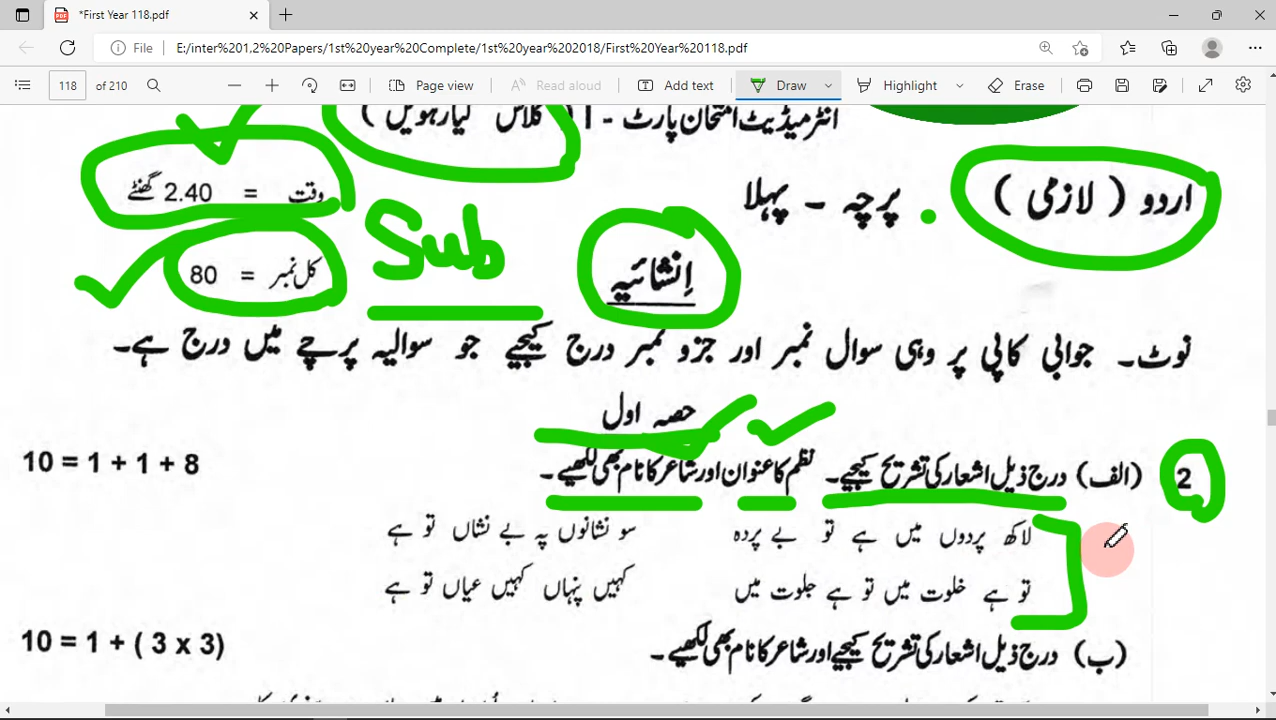 *First Year 118.pdf
File E:/inter%201,2%20Papers/1st%20year%20Complete/1st%20year%202018/First%20Year%20118.pdf
118 of 210 Page view Read aloud Add text Draw Highlight Erase
انٹرمیڈیٹ امتحان پارٹ - I ( کلاس گیارہویں )
وقت = 2.40 گھنٹے
اردو ( لازمی ) پرچہ - پہلا
Sub
کل نمبر = 80
اِنشائیہ
نوٹ۔ جوابی کاپی پر وہی سوال نمبر اور جزو نمبر درج کیجیے جو سوالیہ پرچے میں درج ہے۔
حصہ اول
2 (الف) درج ذیل اشعار کی تشریح کیجیے۔ نظم کا عنوان اور شاعر کا نام بھی لکھیے۔ 10 = 1 + 1 + 8
لاکھ پردوں میں ہے تو بے پردہ سو نشانوں پہ بے نشاں تو ہے
تو ہے خلوت میں تو ہے جلوت میں کہیں پنہاں کہیں عیاں تو ہے
(ب) درج ذیل اشعار کی تشریح کیجیے اور شاعر کا نام بھی لکھیے۔ 10 = 1 + ( 3 x 3)